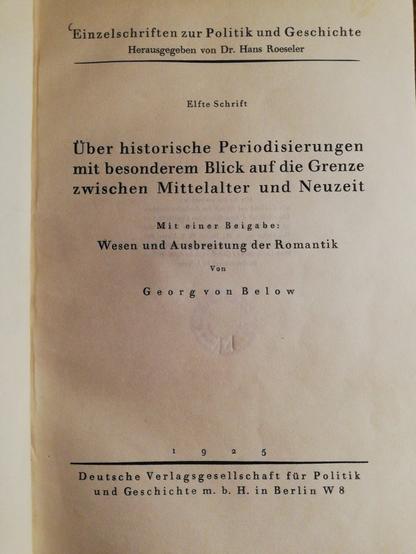 Einzelschriften zur Politik und Geschichte
Herausgegeben von Dr. Hans Roeseler
Elfte Schrift
Über historische Periodisierungen
mit besonderem Blick auf die Grenze
zwischen Mittelalter und Neuzeit
Mit einer Beigabe:
Wesen und Ausbreitung der Romantik
Von
Georg von Below
1925
Deutsche Verlagsgesellschaft für Politik
und Geschichte m. b. H. in Berlin W 8